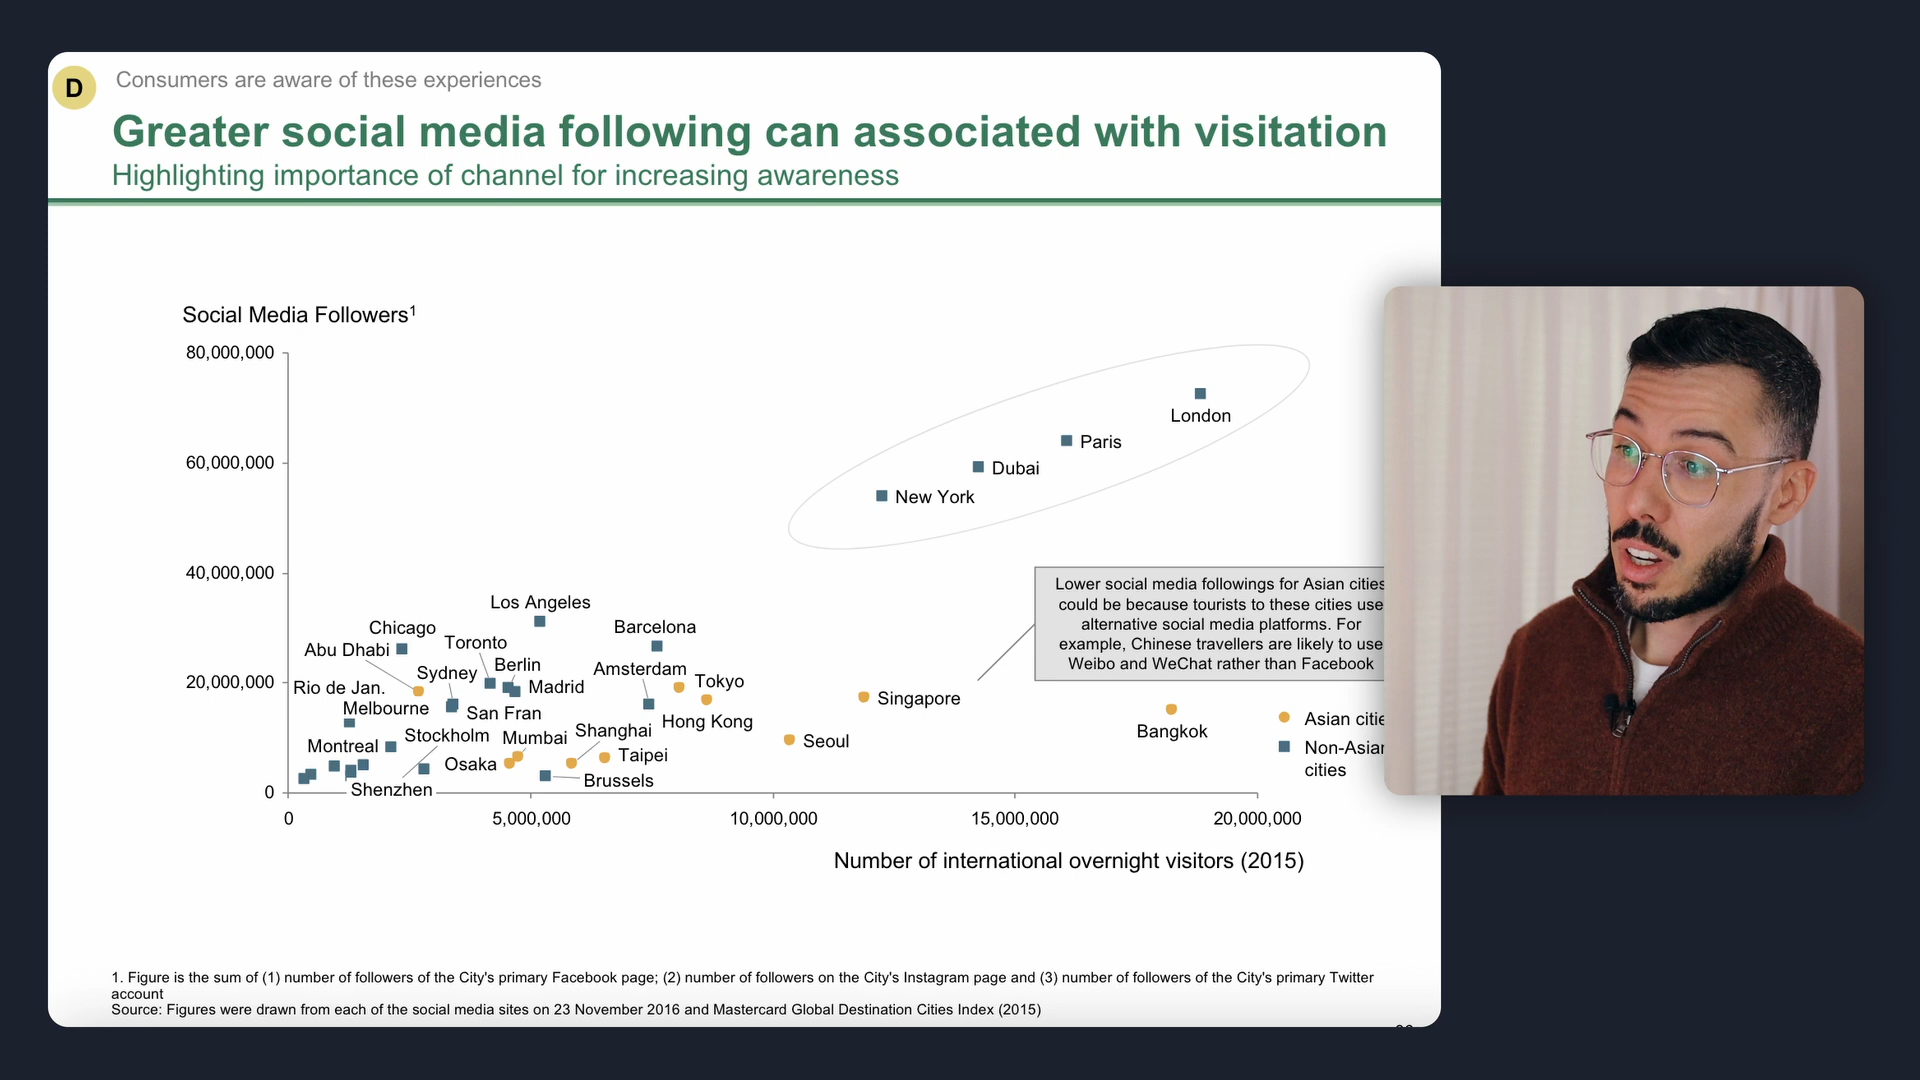 D
Consumers are aware of these experiences
Greater social media following can associated with visitation
Highlighting importance of channel for increasing awareness
Social Media Followers¹
80,000,000
60,000,000
40,000,000
20,000,000
0
London
Paris
Dubai
New York
Lower social media followings for Asian cities
could be because tourists to these cities use
alternative social media platforms. For
example, Chinese travellers are likely to use
Weibo and WeChat rather than Facebook
Los Angeles
Chicago
Barcelona
Abu Dhabi
Toronto
Sydney
Berlin
Amsterdam
Tokyo
Rio de Jan.
Madrid
Melbourne
San Fran
Hong Kong
Singapore
Bangkok
Montreal
Stockholm
Mumbai
Shanghai
Seoul
Osaka
Taipei
Brussels
Shenzhen
Asian
Non-Asian
cities
0
5,000,000
10,000,000
15,000,000
20,000,000
Number of international overnight visitors (2015)
1. Figure is the sum of (1) number of followers of the City's primary Facebook page; (2) number of followers on the City's Instagram page and (3) number of followers of the City's primary Twitter
account
Source: Figures were drawn from each of the social media sites on 23 November 2016 and Mastercard Global Destination Cities Index (2015)